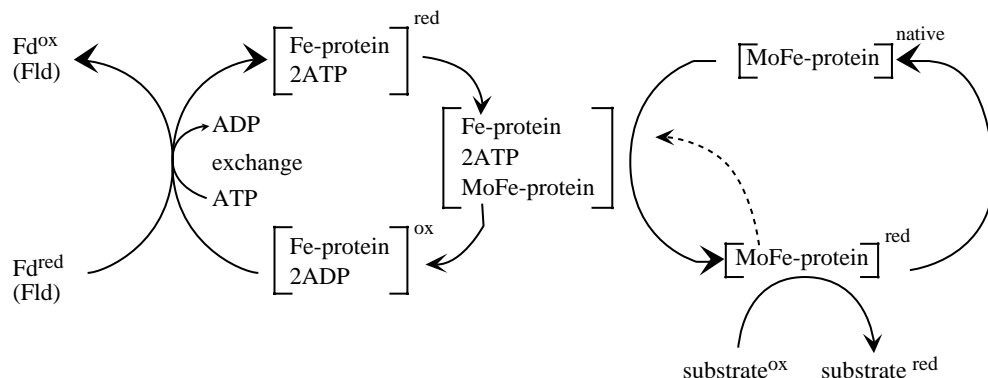 Fd^ox
(Fld)
Fe-protein
2ATP
red
ADP
exchange
ATP
Fd^red
(Fld)
Fe-protein
2ADP
ox
Fe-protein
2ATP
MoFe-protein
MoFe-protein
native
MoFe-protein
red
substrate^ox
substrate^red